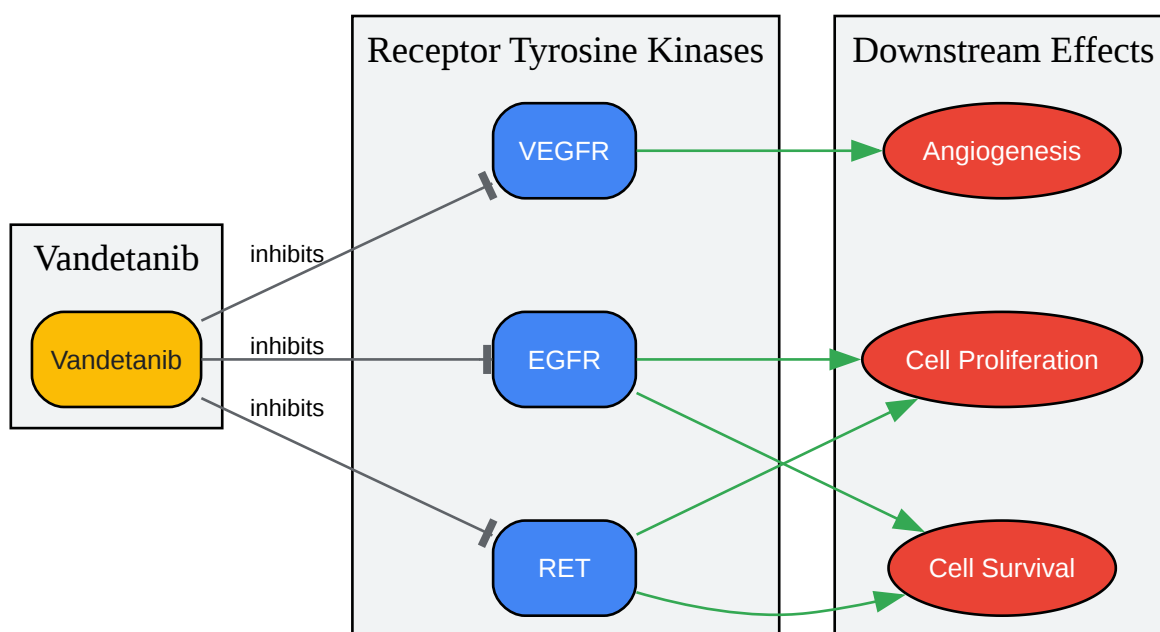 Receptor Tyrosine Kinases
Downstream Effects
VEGFR
Angiogenesis
Vandetanib
inhibits
Vandetanib
inhibits
EGFR
Cell Proliferation
inhibits
RET
Cell Survival